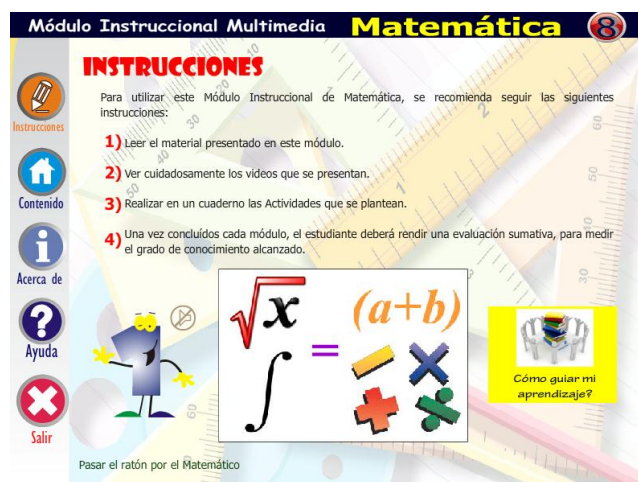 Módulo Instruccional Multimedia Matemática 8
INSTRUCCIONES
Para utilizar este Módulo Instruccional de Matemática, se recomienda seguir las siguientes
instrucciones:
1) Leer el material presentado en este módulo.
2) Ver cuidadosamente los videos que se presentan.
3) Realizar en un cuaderno las Actividades que se plantean.
4) Una vez concluídos cada módulo, el estudiante deberá rendir una evaluación sumativa, para medir
el grado de conocimiento alcanzado.
Instrucciones
Contenido
Acerca de
Ayuda
Salir
√x
(a+b)
∫ = − × + ÷
Cómo guiar mi
aprendizaje?
Pasar el ratón por el Matemático